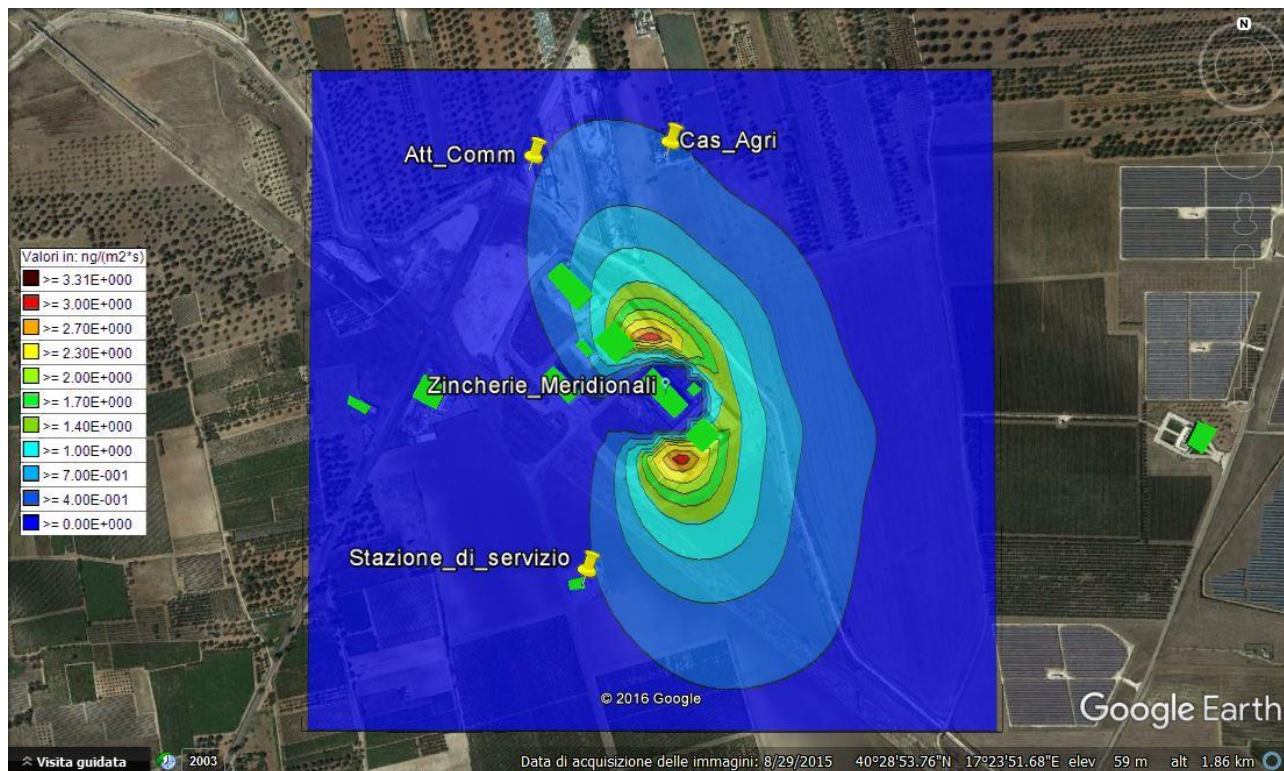 N
Att_Comm
Cas_Agri
Valori in: ng/(m2*s)
>= 3.31E+000
>= 3.00E+000
>= 2.70E+000
>= 2.30E+000
>= 2.00E+000
>= 1.70E+000
>= 1.40E+000
>= 1.00E+000
>= 7.00E-001
>= 4.00E-001
>= 0.00E+000
Zincherie_Meridionali
Stazione_di_servizio
© 2016 Google
Google Earth
Visita guidata
2003
Data di acquisizione delle immagini: 8/29/2015 40°28'53.76"N 17°23'51.68"E elev 59 m alt 1.86 km